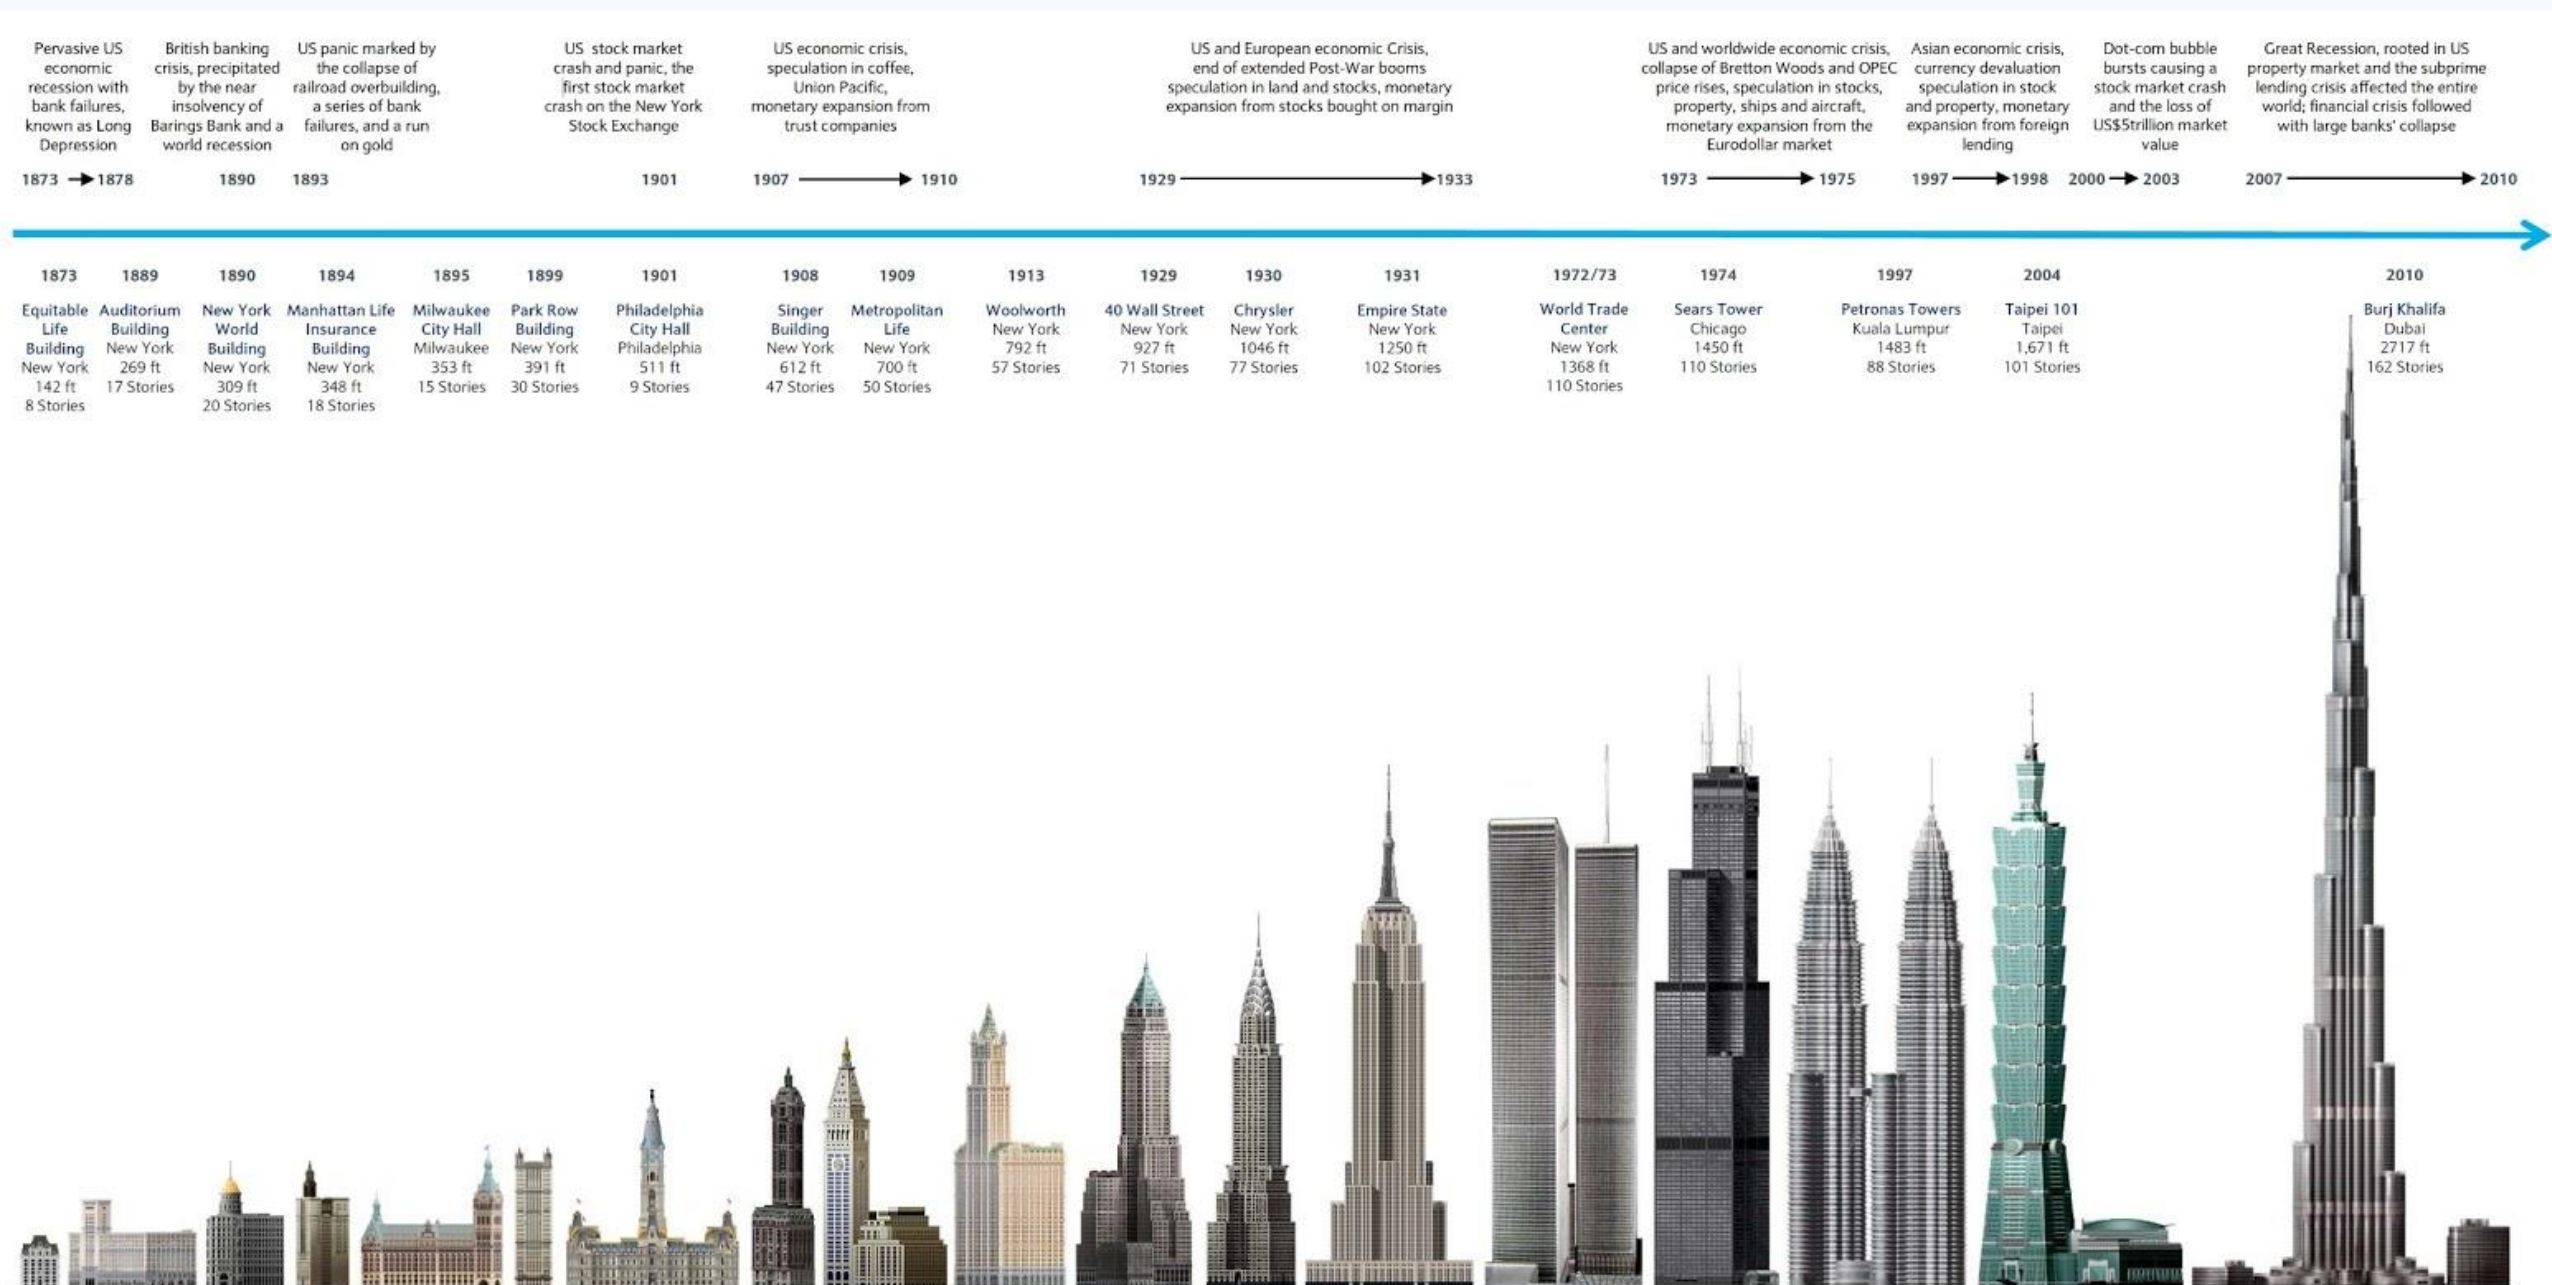 Pervasive US
economic
recession with
bank failures,
known as Long
Depression
British banking
crisis, precipitated
by the near
insolvency of
Barings Bank and a
world recession
US panic marked by
the collapse of
railroad overbuilding,
a series of bank
failures, and a run
on gold
US stock market
crash and panic, the
first stock market
crash on the New York
Stock Exchange
US economic crisis,
speculation in coffee,
Union Pacific,
monetary expansion from
trust companies
US and European economic Crisis,
end of extended Post-War booms
speculation in land and stocks, monetary
expansion from stocks bought on margin
US and worldwide economic crisis,
collapse of Bretton Woods and OPEC
price rises, speculation in stocks,
property, ships and aircraft,
monetary expansion from the
Eurodollar market
Asian economic crisis,
currency devaluation
speculation in stock
and property, monetary
expansion from foreign
lending
Dot-com bubble
bursts causing a
stock market crash
and the loss of
US$5trillion market
value
Great Recession, rooted in US
property market and the subprime
lending crisis affected the entire
world; financial crisis followed
with large banks' collapse
1873 1878 1890 1893 1901 1907 1910 1929 1933 1973 1975 1997 1998 2000 2003 2007 2010
1873
Equitable
Life
Building
New York
142 ft
8 Stories
1889
Auditorium
Building
New York
269 ft
17 Stories
1890
New York
World
Building
New York
309 ft
20 Stories
1894
Manhattan Life
Insurance
Building
New York
348 ft
18 Stories
1895
Milwaukee
City Hall
Milwaukee
353 ft
15 Stories
1899
Park Row
Building
New York
391 ft
30 Stories
1901
Philadelphia
City Hall
Philadelphia
511 ft
9 Stories
1908
Singer
Building
New York
612 ft
47 Stories
1909
Metropolitan
Life
New York
700 ft
50 Stories
1913
Woolworth
New York
792 ft
57 Stories
1929
40 Wall Street
New York
927 ft
71 Stories
1930
Chrysler
New York
1046 ft
77 Stories
1931
Empire State
New York
1250 ft
102 Stories
1972/73
World Trade
Center
New York
1368 ft
110 Stories
1974
Sears Tower
Chicago
1450 ft
110 Stories
1997
Petronas Towers
Kuala Lumpur
1483 ft
88 Stories
2004
Taipei 101
Taipei
1,671 ft
101 Stories
2010
Burj Khalifa
Dubai
2717 ft
162 Stories